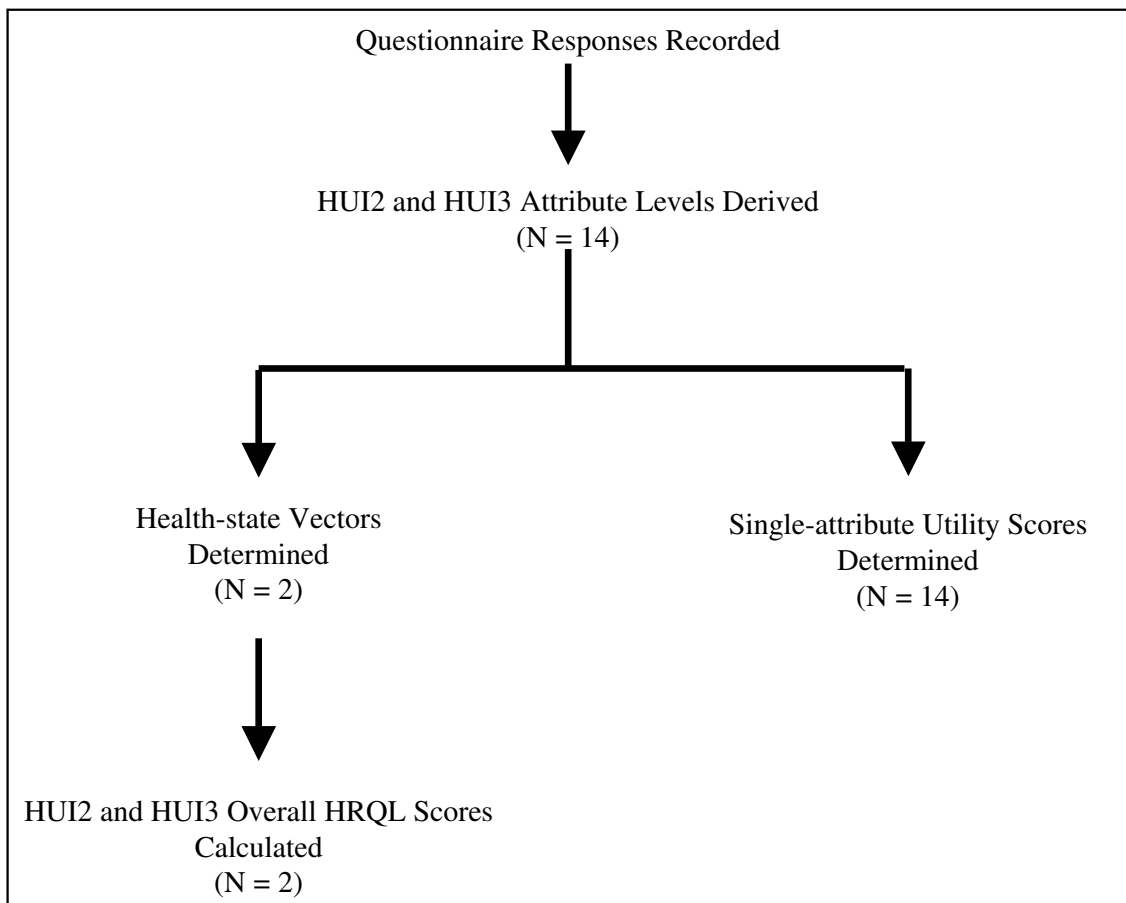 Questionnaire Responses Recorded
HUI2 and HUI3 Attribute Levels Derived
(N = 14)
Health-state Vectors
Determined
(N = 2)
Single-attribute Utility Scores
Determined
(N = 14)
HUI2 and HUI3 Overall HRQL Scores
Calculated
(N = 2)